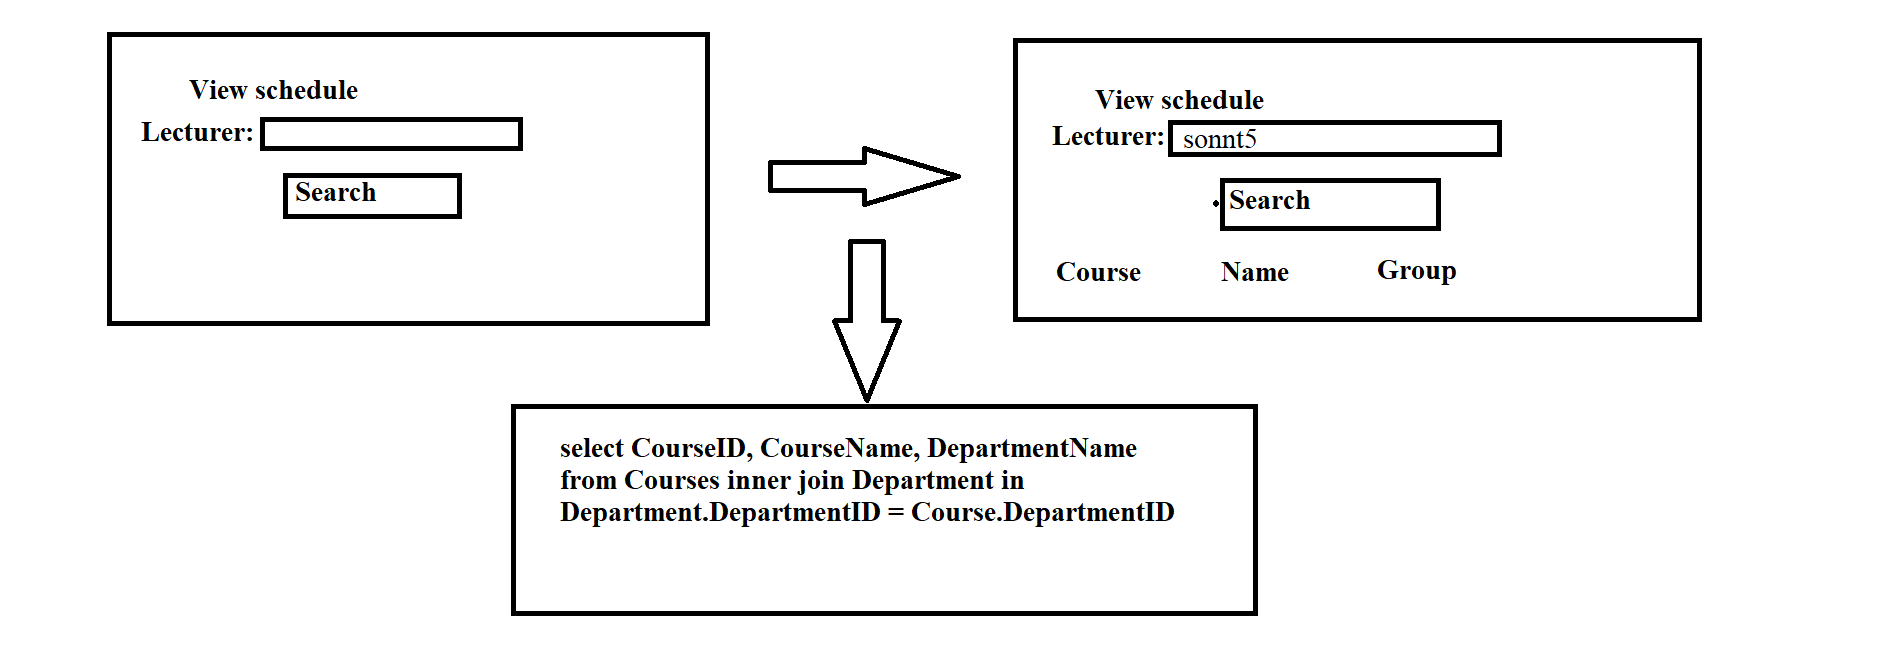 View schedule
Lecturer:
Search
View schedule
Lecturer: sonnt5
Search
Course Name Group
select CourseID, CourseName, DepartmentName
from Courses inner join Department in
Department.DepartmentID = Course.DepartmentID